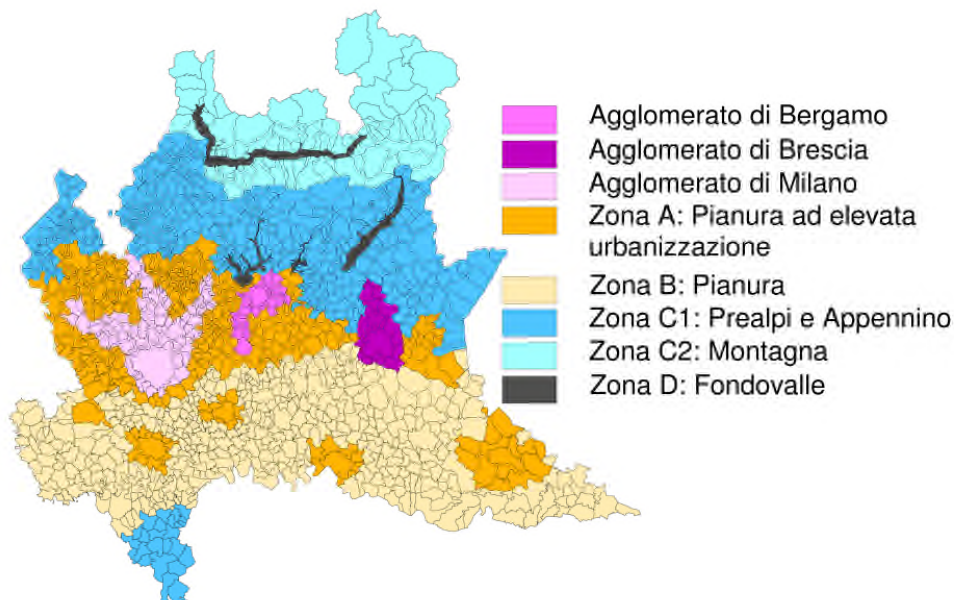 Agglomerato di Bergamo
Agglomerato di Brescia
Agglomerato di Milano
Zona A: Pianura ad elevata
urbanizzazione
Zona B: Pianura
Zona C1: Prealpi e Appennino
Zona C2: Montagna
Zona D: Fondovalle